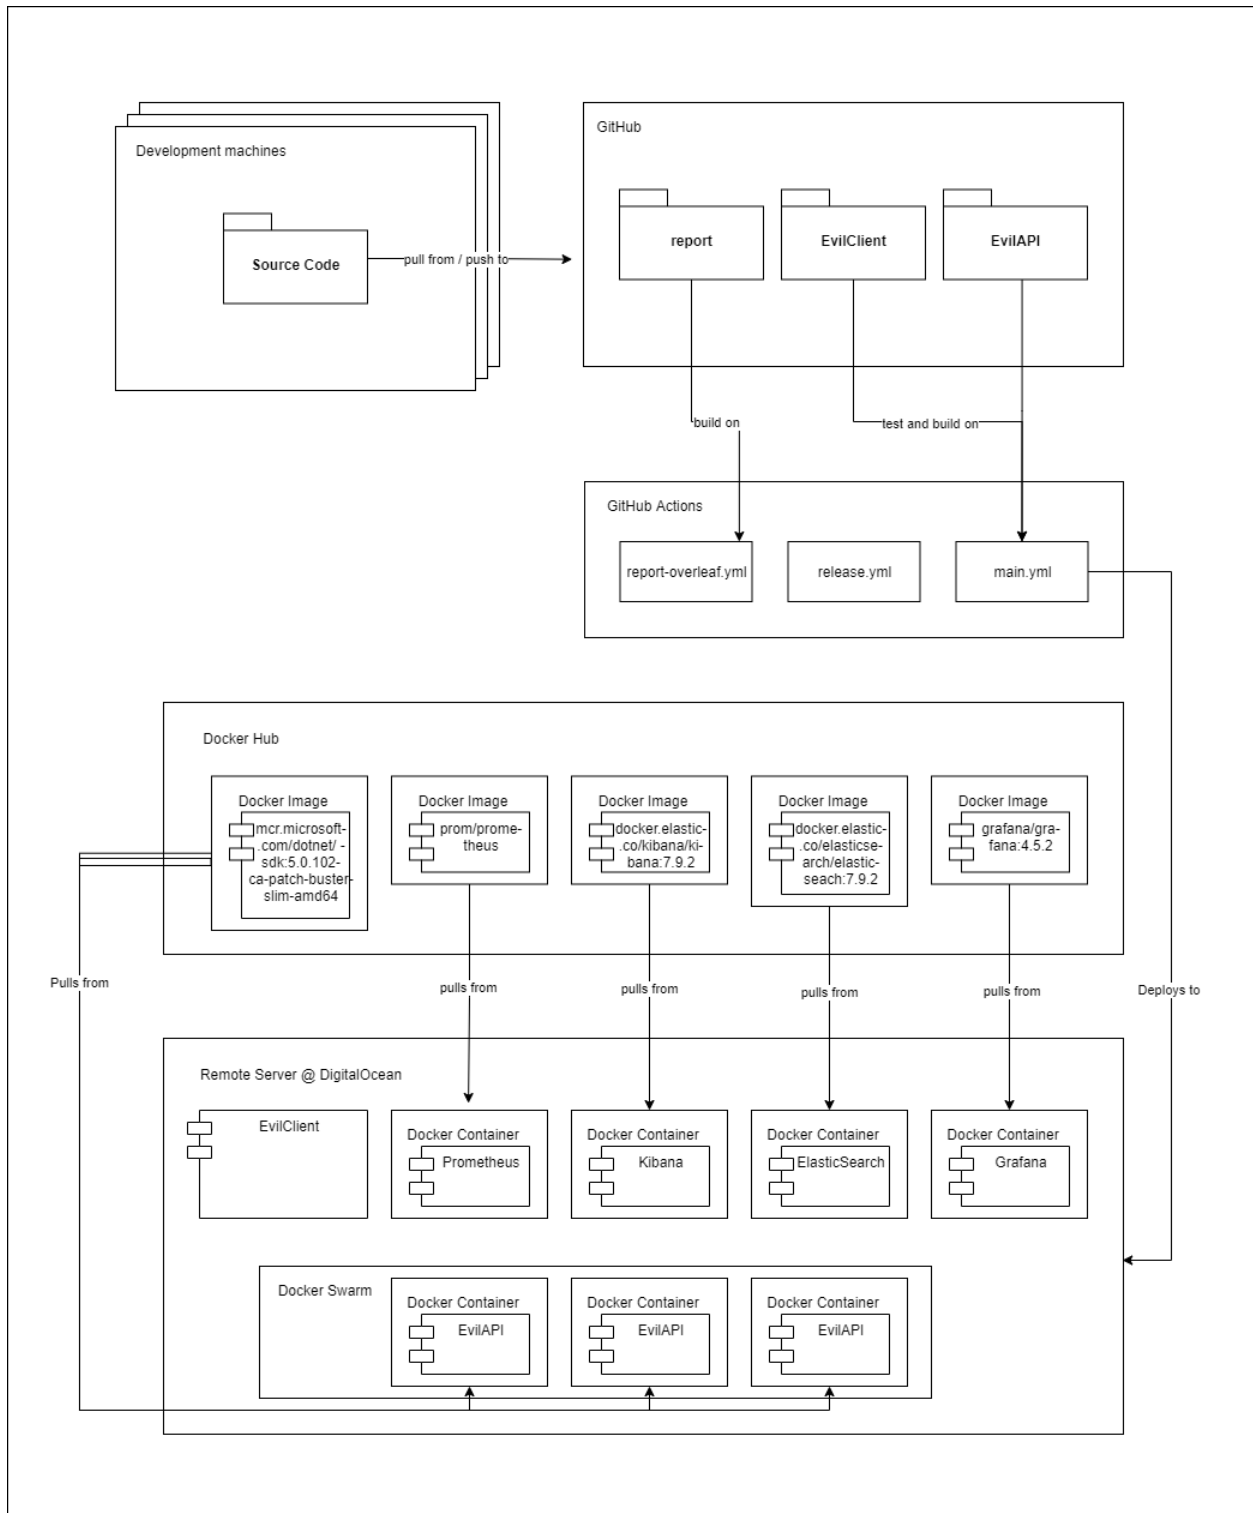 Development machines
Source Code
pull from / push to
GitHub
report
EvilClient
EvilAPI
build on
test and build on
GitHub Actions
report-overleaf.yml
release.yml
main.yml
Docker Hub
Docker Image
mcr.microsoft-
.com/dotnet/ -
sdk:5.0.102-
ca-patch-buster-
slim-amd64
Docker Image
prom/prome-
theus
Docker Image
docker.elastic-
.co/kibana/ki-
bana:7.9.2
Docker Image
docker.elastic-
.co/elasticse-
arch/elastic-
seach:7.9.2
Docker Image
grafana/gra-
fana:4.5.2
Pulls from
pulls from
pulls from
pulls from
pulls from
Deploys to
Remote Server @ DigitalOcean
EvilClient
Docker Container
Prometheus
Docker Container
Kibana
Docker Container
ElasticSearch
Docker Container
Grafana
Docker Swarm
Docker Container
EvilAPI
Docker Container
EvilAPI
Docker Container
EvilAPI